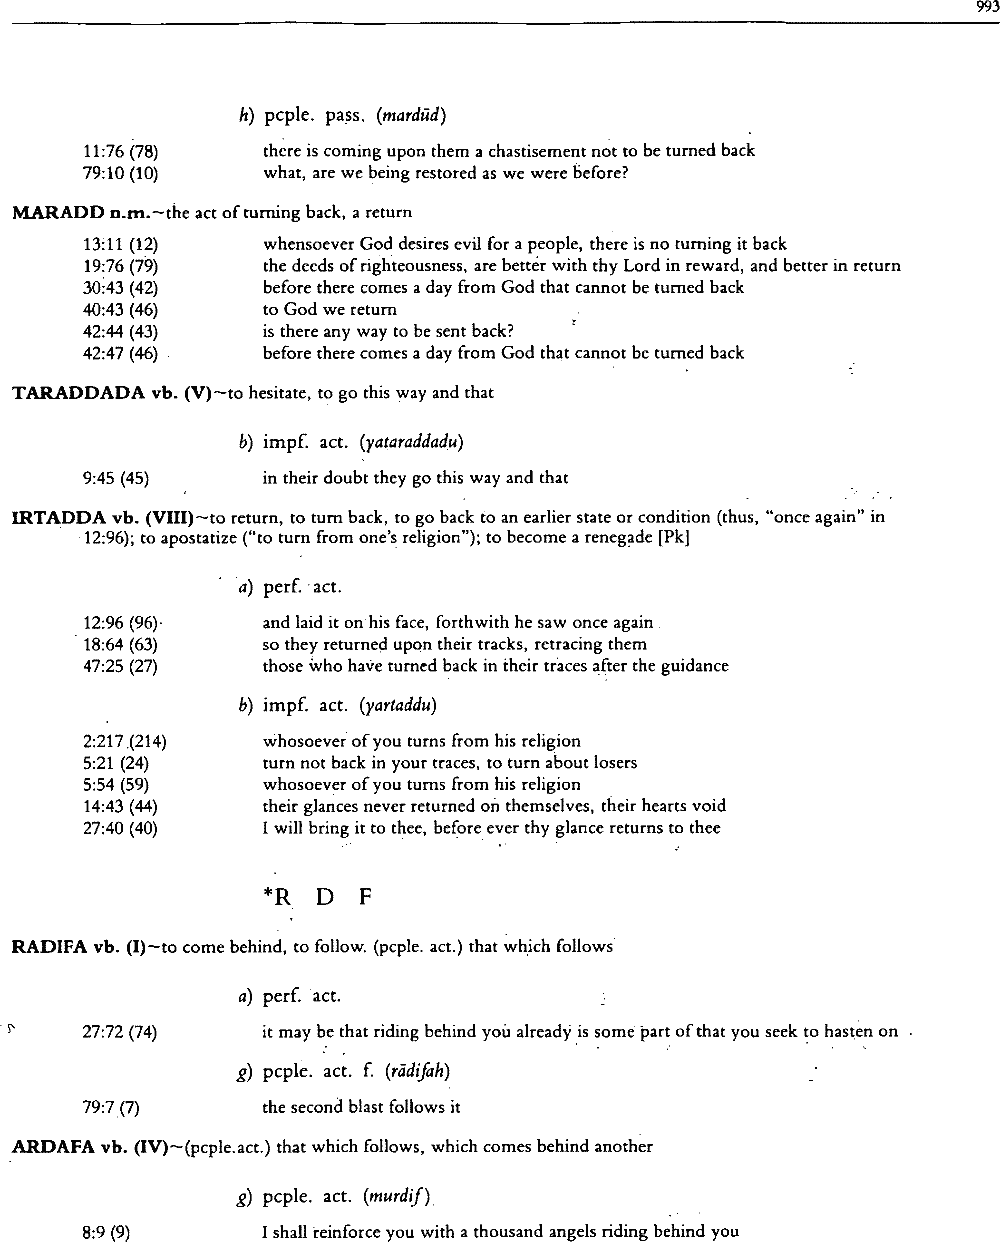 993
h) pcple. pass. (mardūd)
11:76 (78) there is coming upon them a chastisement not to be turned back
79:10 (10) what, are we being restored as we were before?
MARADD n.m.~the act of turning back, a return
13:11 (12) whensoever God desires evil for a people, there is no turning it back
19:76 (79) the deeds of righteousness, are better with thy Lord in reward, and better in return
30:43 (42) before there comes a day from God that cannot be turned back
40:43 (46) to God we return
42:44 (43) is there any way to be sent back?
42:47 (46) before there comes a day from God that cannot be turned back
TARADDADA vb. (V)~to hesitate, to go this way and that
b) impf. act. (yataraddadu)
9:45 (45) in their doubt they go this way and that
IRTADDA vb. (VIII)~to return, to turn back, to go back to an earlier state or condition (thus, "once again" in
12:96); to apostatize ("to turn from one's religion"); to become a renegade [Pk]
a) perf. act.
12:96 (96) and laid it on his face, forthwith he saw once again
18:64 (63) so they returned upon their tracks, retracing them
47:25 (27) those who have turned back in their traces after the guidance
b) impf. act. (yartaddu)
2:217 (214) whosoever of you turns from his religion
5:21 (24) turn not back in your traces, to turn about losers
5:54 (59) whosoever of you turns from his religion
14:43 (44) their glances never returned on themselves, their hearts void
27:40 (40) I will bring it to thee, before ever thy glance returns to thee
*R D F
RADIFA vb. (I)~to come behind, to follow. (pcple. act.) that which follows
a) perf. act.
27:72 (74) it may be that riding behind you already is some part of that you seek to hasten on
g) pcple. act. f. (rādifah)
79:7 (7) the second blast follows it
ARDAFA vb. (IV)~(pcple.act.) that which follows, which comes behind another
g) pcple. act. (murdif)
8:9 (9) I shall reinforce you with a thousand angels riding behind you